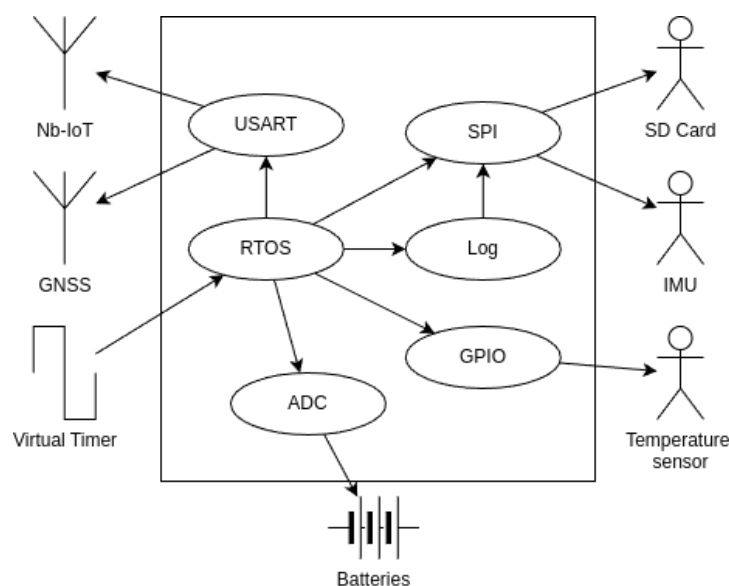 Nb-IoT
USART
SPI
SD Card
GNSS
RTOS
Log
IMU
Virtual Timer
ADC
GPIO
Temperature
sensor
Batteries